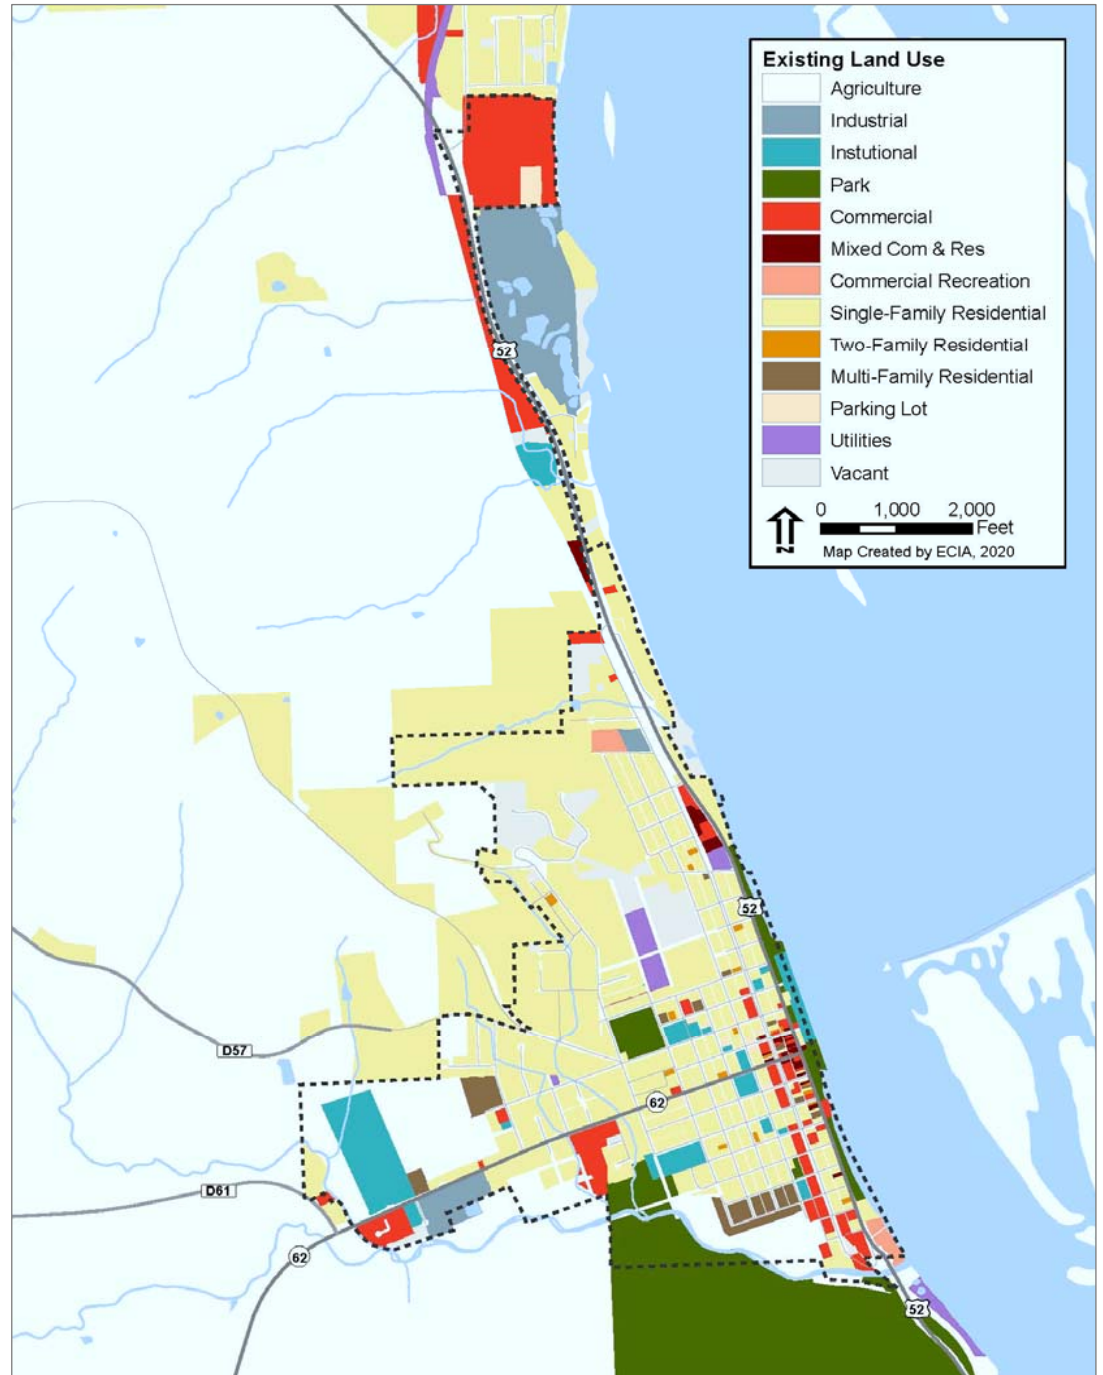 Existing Land Use
Agriculture
Industrial
Instutional
Park
Commercial
Mixed Com & Res
Commercial Recreation
Single-Family Residential
Two-Family Residential
Multi-Family Residential
Parking Lot
Utilities
Vacant
0 1,000 2,000
Feet
N
Map Created by ECIA, 2020
52
52
D57
62
D61
62
52